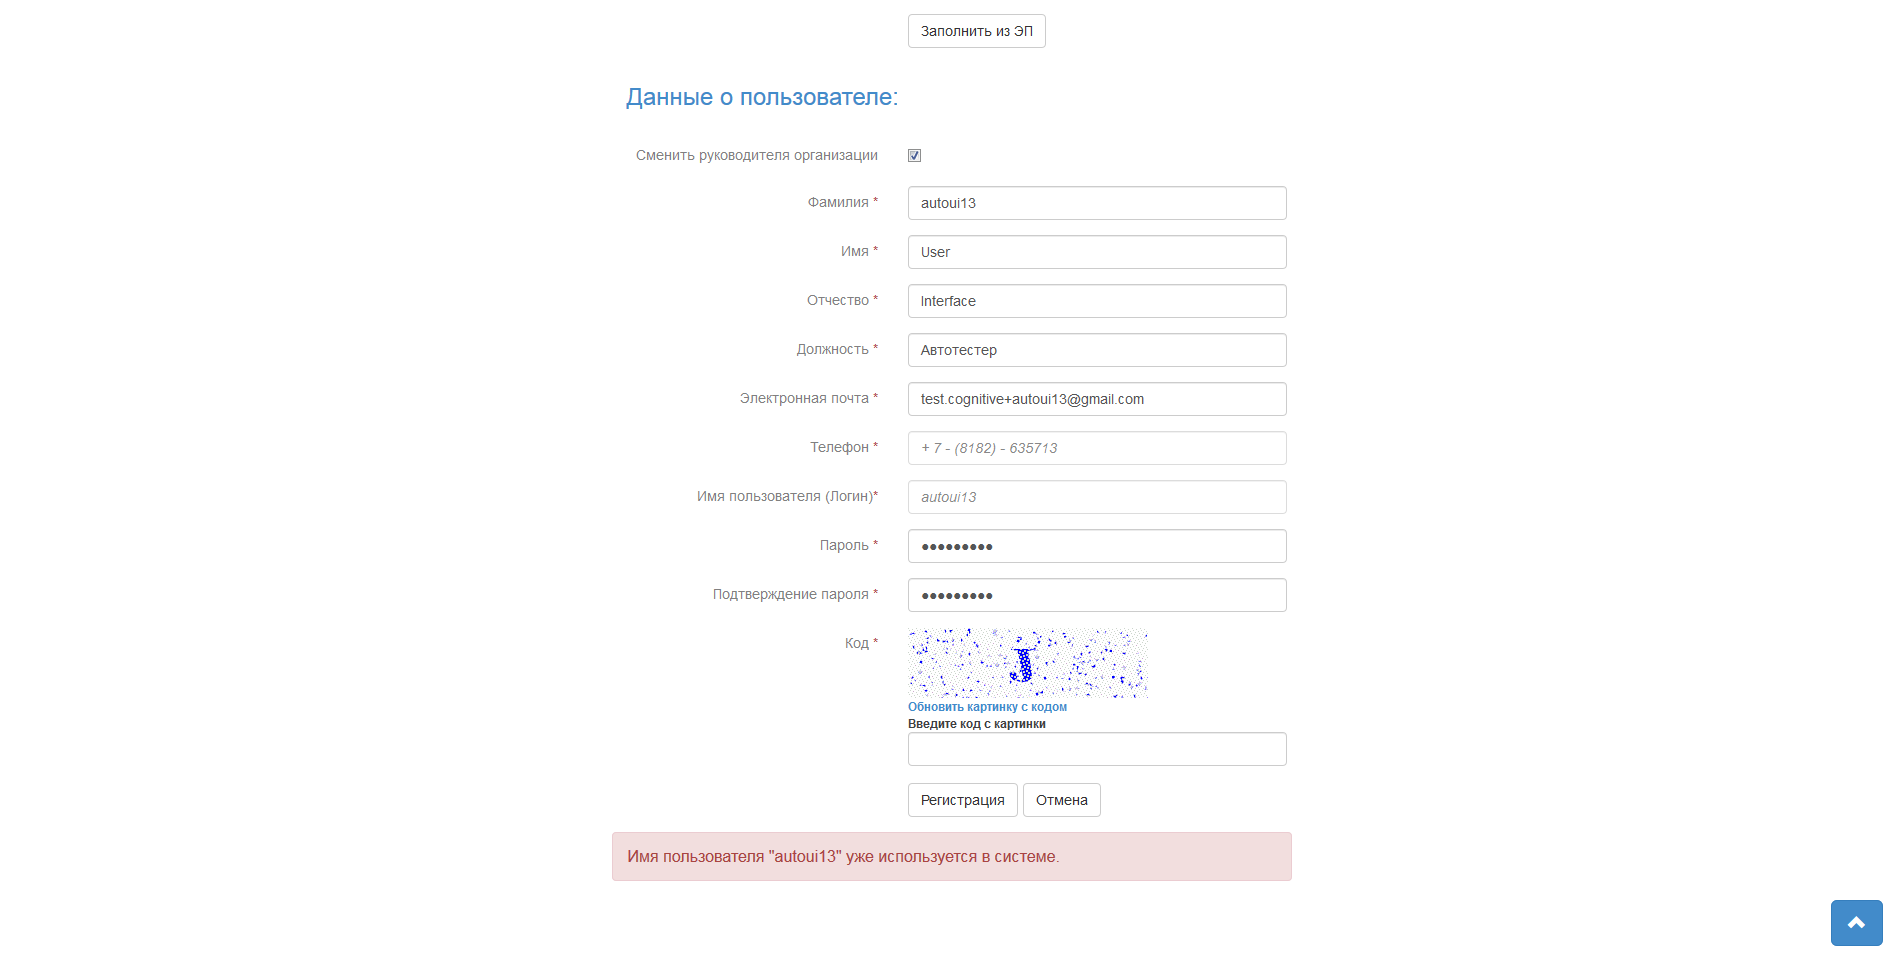 Заполнить из ЭП
Данные о пользователе:
Сменить руководителя организации
Фамилия * autoui13
Имя * User
Отчество * Interface
Должность * Автотестер
Электронная почта * test.cognitive+autoui13@gmail.com
Телефон * + 7 - (8182) - 635713
Имя пользователя (Логин)* autoui13
Пароль * ●●●●●●●●●
Подтверждение пароля * ●●●●●●●●●
Код * J
Обновить картинку с кодом
Введите код с картинки
Регистрация Отмена
Имя пользователя "autoui13" уже используется в системе.